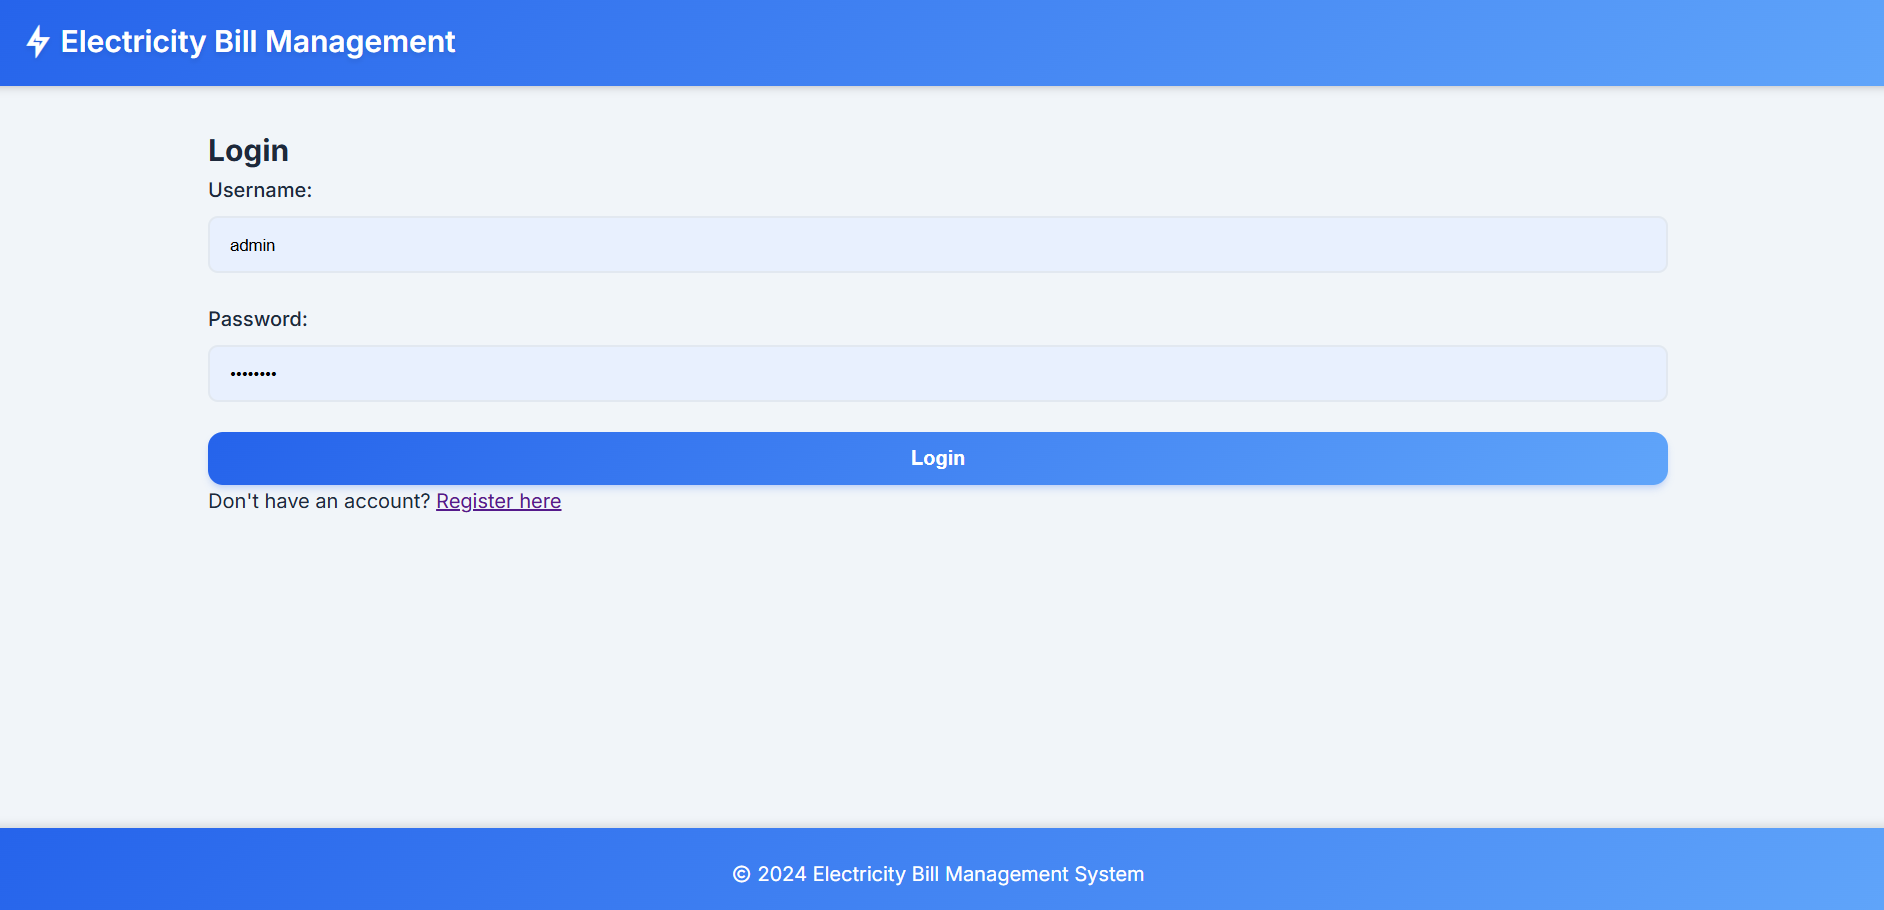 Electricity Bill Management
Login
Username:
admin
Password:
••••••••
Login
Don't have an account? Register here
© 2024 Electricity Bill Management System